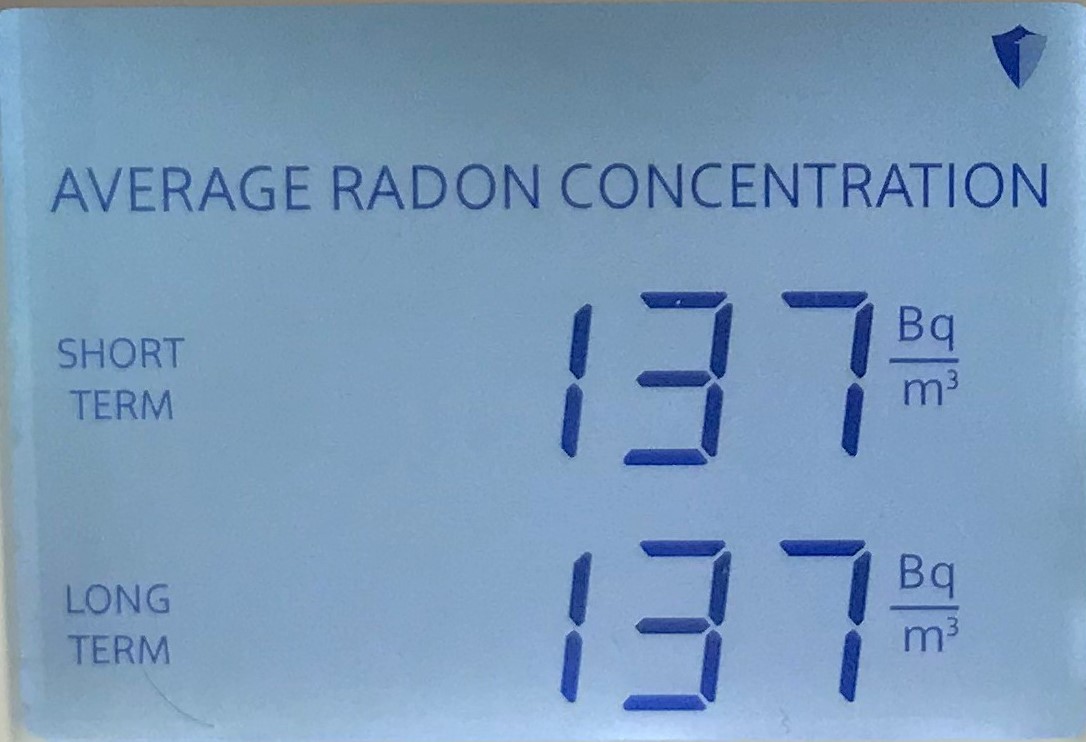 AVERAGE RADON CONCENTRATION
SHORT
TERM
137 Bq/m³
LONG
TERM
137 Bq/m³